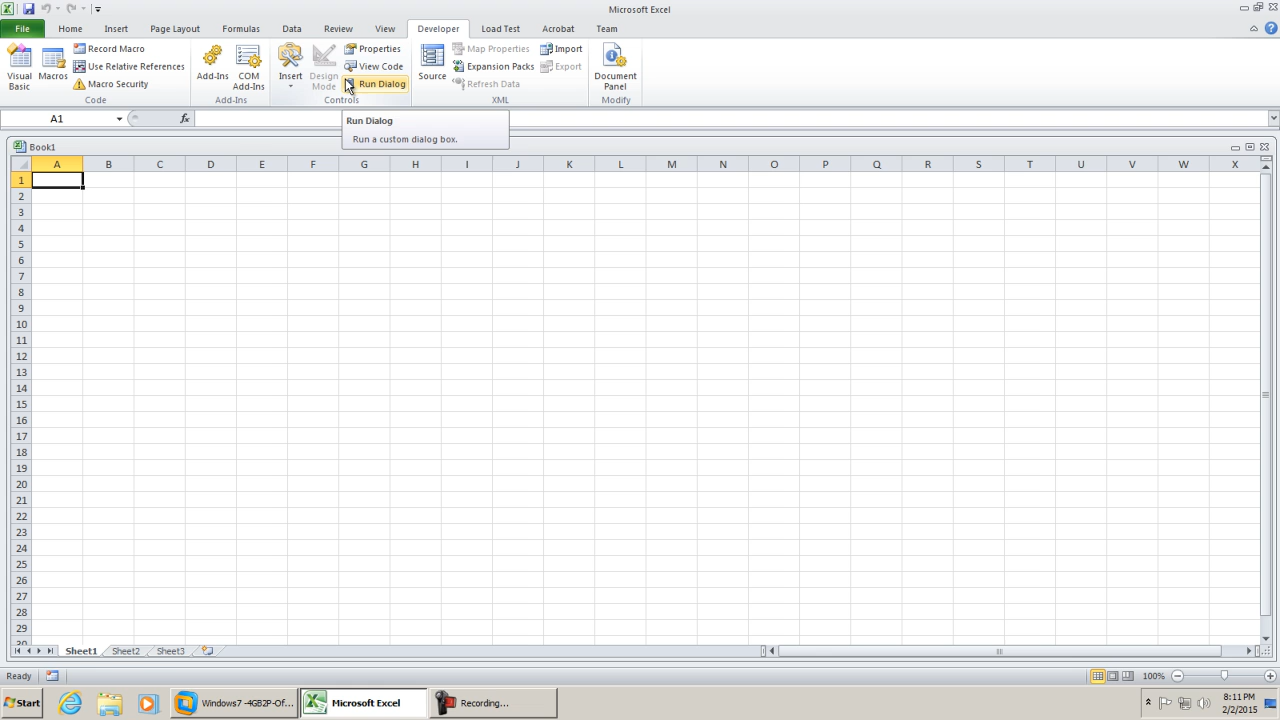 Microsoft Excel
File Home Insert Page Layout Formulas Data Review View Developer Load Test Acrobat Team
Visual Basic
Macros
Record Macro
Use Relative References
Macro Security
Code
Add-Ins
COM Add-Ins
Add-Ins
Insert
Design Mode
Properties
View Code
Run Dialog
Controls
Source
Map Properties
Expansion Packs
Refresh Data
Import
Export
XML
Document Panel
Modify
A1 fx
Run Dialog
Run a custom dialog box.
Book1
A B C D E F G H I J K L M N O P Q R S T U V W X
1
2
3
4
5
6
7
8
9
10
11
12
13
14
15
16
17
18
19
20
21
22
23
24
25
26
27
28
29
30
Sheet1 Sheet2 Sheet3
Ready 100%
Start Windows7 -4GB2P-Of... Microsoft Excel Recording... 8:11 PM
2/2/2015